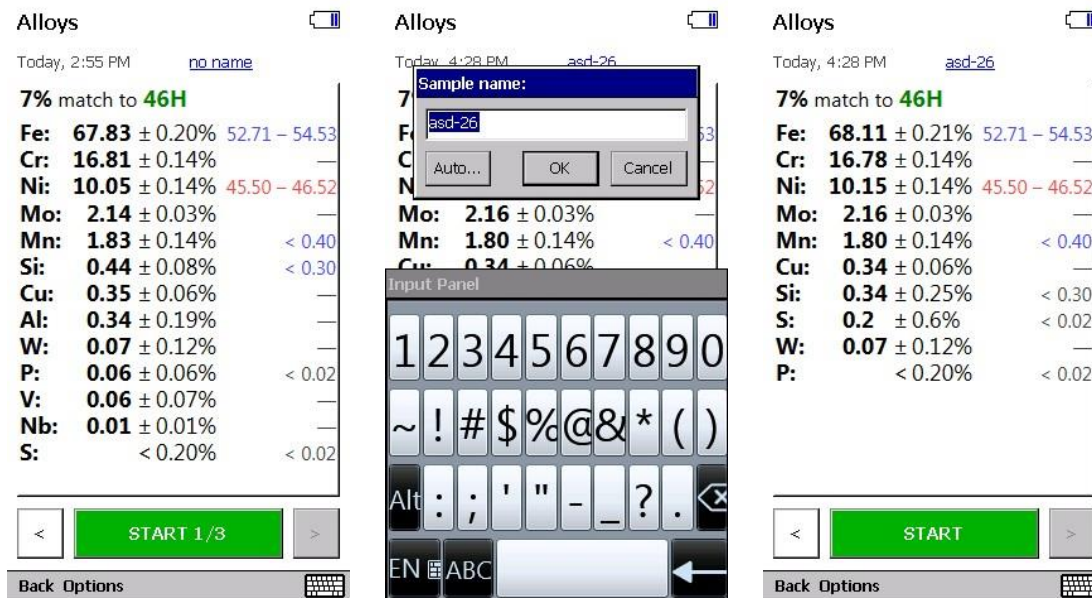 Alloys
Today, 2:55 PM no name
7% match to 46H
Fe: 67.83 ± 0.20% 52.71 – 54.53
Cr: 16.81 ± 0.14% —
Ni: 10.05 ± 0.14% 45.50 – 46.52
Mo: 2.14 ± 0.03% —
Mn: 1.83 ± 0.14% < 0.40
Si: 0.44 ± 0.08% < 0.30
Cu: 0.35 ± 0.06% —
Al: 0.34 ± 0.19% —
W: 0.07 ± 0.12% —
P: 0.06 ± 0.06% < 0.02
V: 0.06 ± 0.07% —
Nb: 0.01 ± 0.01% —
S: < 0.20% < 0.02
< START 1/3 >
Back Options
Alloys
Today, 4:28 PM asd-26
Sample name:
asd-26
Auto... OK Cancel
Mo: 2.16 ± 0.03% —
Mn: 1.80 ± 0.14% < 0.40
Cu: 0.34 ± 0.06%
Input Panel
1 2 3 4 5 6 7 8 9 0
~ ! # $ % @ & * ( )
Alt : ; ' " - _ ? .
EN ABC
Alloys
Today, 4:28 PM asd-26
7% match to 46H
Fe: 68.11 ± 0.21% 52.71 – 54.53
Cr: 16.78 ± 0.14% —
Ni: 10.15 ± 0.14% 45.50 – 46.52
Mo: 2.16 ± 0.03% —
Mn: 1.80 ± 0.14% < 0.40
Cu: 0.34 ± 0.06% —
Si: 0.34 ± 0.25% < 0.30
S: 0.2 ± 0.6% < 0.02
W: 0.07 ± 0.12% —
P: < 0.20% < 0.02
< START >
Back Options